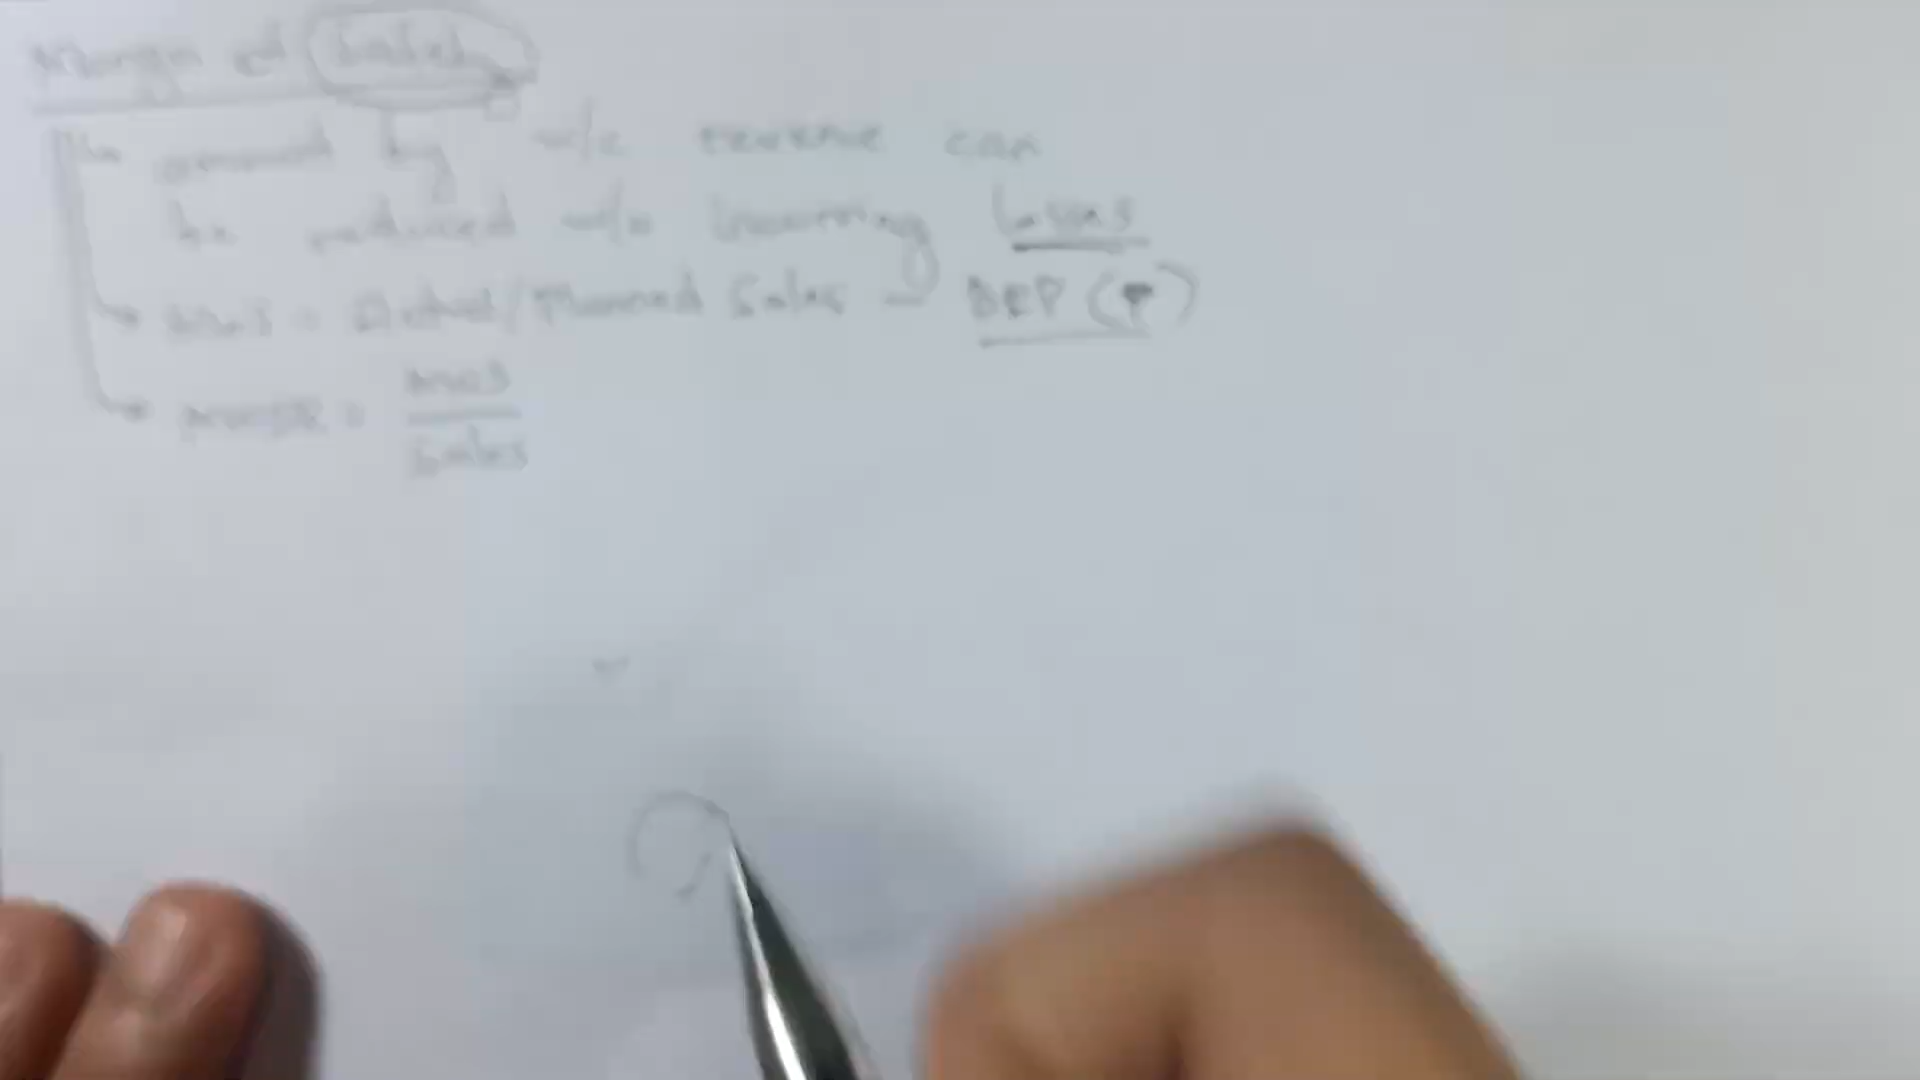 Margin of Safety
amount by w/c revenue can
be reduced w/o incurring losses
MoS = Actual/Planned Sales - BEP (P)
MoSR = MoS
Sales